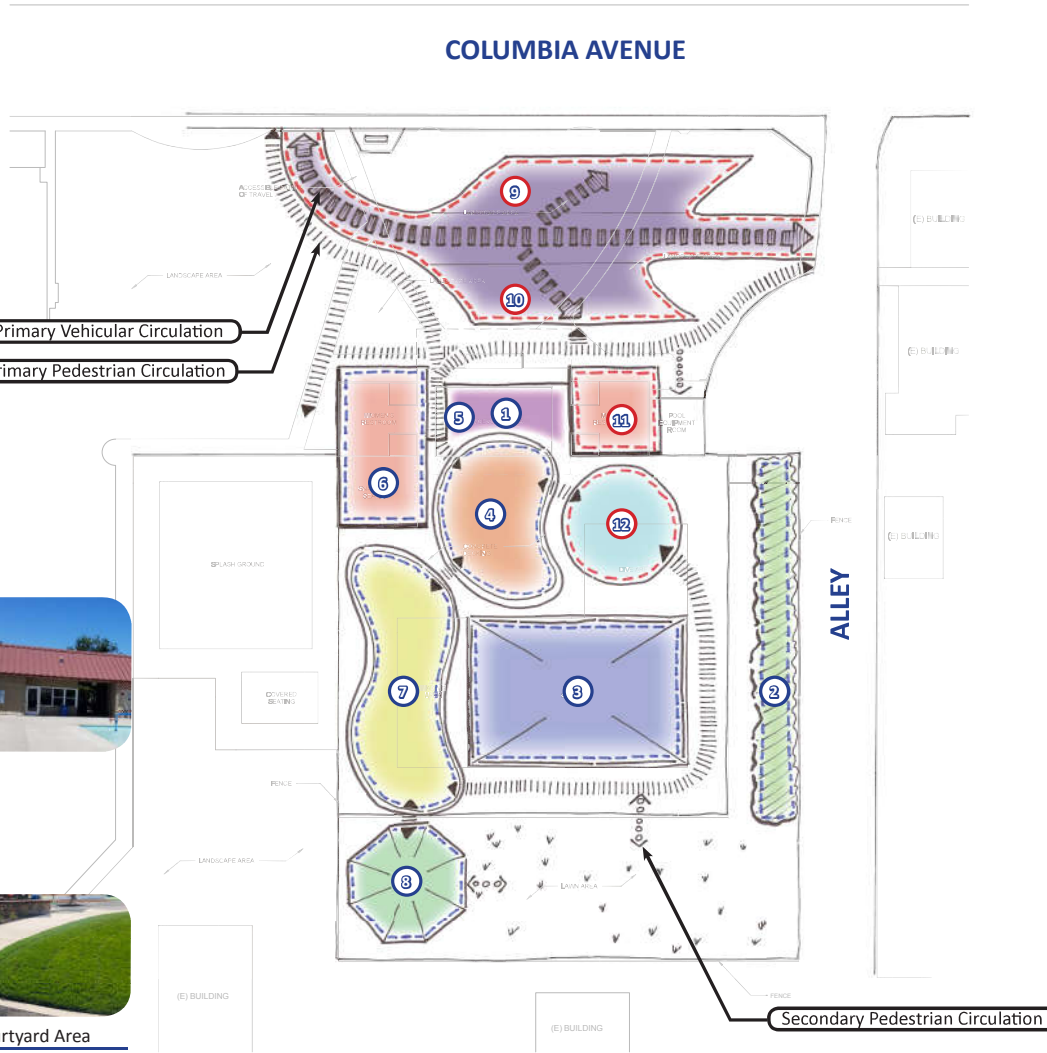 COLUMBIA AVENUE
OF TRAVEL
9
(E) BUILDING
LANDSCAPE AREA
10
Primary Vehicular Circulation
(E) BUILDING
rimary Pedestrian Circulation
5
1
11
RESTROOM
POOL
EQUIPMENT
ROOM
6
4
12
FENCE
(E) BUILDING
SPLASH GROUND
ALLEY
COVERED
SEATING
7
3
2
FENCE
LANDSCAPE AREA
8
LAWN AREA
(E) BUILDING
FENCE
Secondary Pedestrian Circulation
(E) BUILDING
rtyard Area